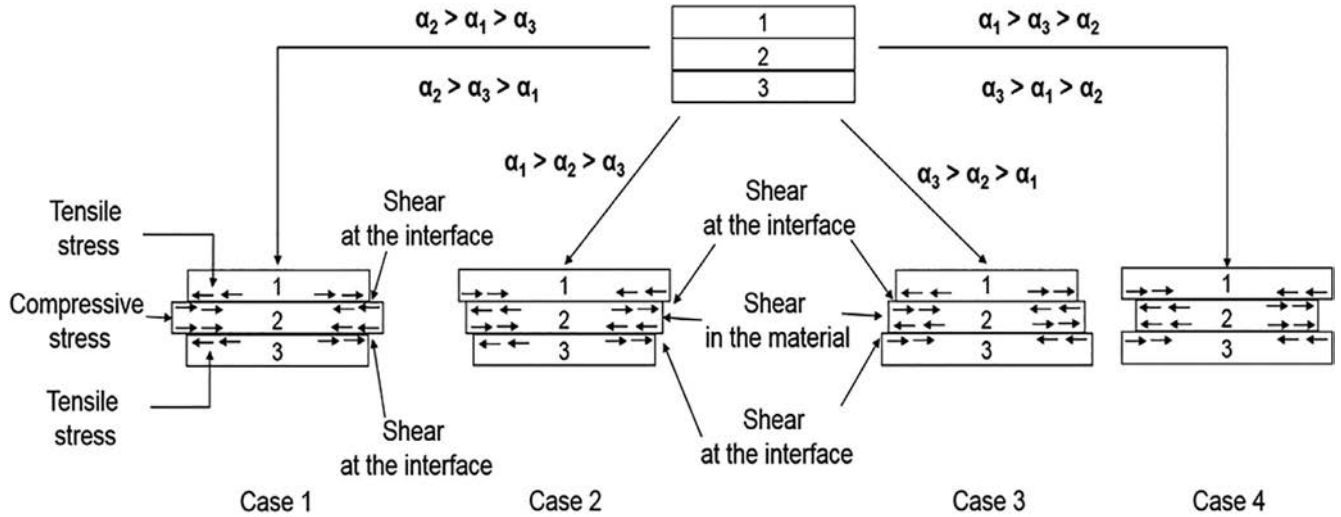 α₂ > α₁ > α₃
α₂ > α₃ > α₁
1
2
3
α₁ > α₃ > α₂
α₃ > α₁ > α₂
α₁ > α₂ > α₃
α₃ > α₂ > α₁
Tensile
stress
Shear
at the interface
Shear
at the interface
Compressive
stress
Shear
in the material
Tensile
stress
Shear
at the interface
Shear
at the interface
1
2
3
1
2
3
1
2
3
1
2
3
Case 1
Case 2
Case 3
Case 4